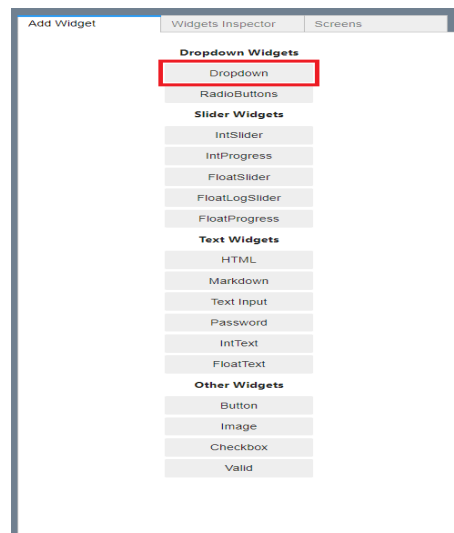 Add Widget Widgets Inspector Screens
Dropdown Widgets
Dropdown
RadioButtons
Slider Widgets
IntSlider
IntProgress
FloatSlider
FloatLogSlider
FloatProgress
Text Widgets
HTML
Markdown
Text Input
Password
IntText
FloatText
Other Widgets
Button
Image
Checkbox
Valid